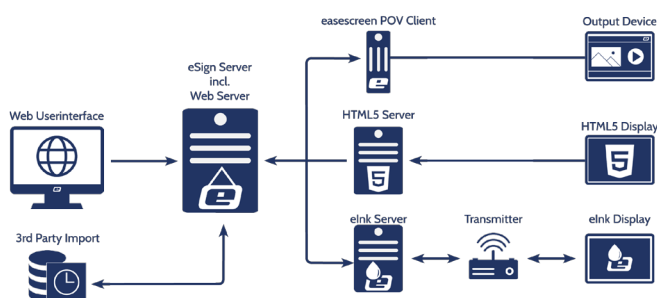 easescreen POV Client
Output Device
eSign Server
incl.
Web Server
Web Userinterface
HTML5 Server
HTML5 Display
3rd Party Import
eInk Server
Transmitter
eInk Display